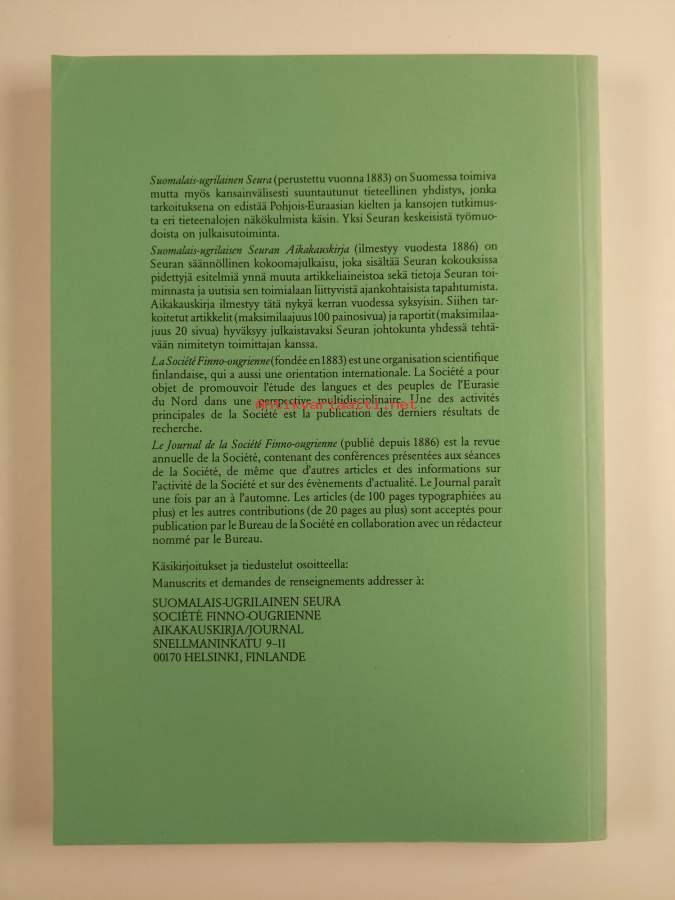 Suomalais-ugrilainen Seura (perustettu vuonna 1883) on Suomessa toimiva
mutta myös kansainvälisesti suuntautunut tieteellinen yhdistys, jonka
tarkoituksena on edistää Pohjois-Euraasian kielten ja kansojen tutkimus-
ta eri tieteenalojen näkökulmista käsin. Yksi Seuran keskeisistä työmuo-
doista on julkaisutoiminta.
Suomalais-ugrilaisen Seuran Aikakauskirja (ilmestyy vuodesta 1886) on
Seuran säännöllinen kokoomajulkaisu, joka sisältää Seuran kokouksissa
pidettyjä esitelmiä ynnä muuta artikkeliaineistoa sekä tietoja Seuran toi-
minnasta ja uutisia sen toimialaan liittyvistä ajankohtaisista tapahtumista.
Aikakauskirja ilmestyy tätä nykyä kerran vuodessa syksyisin. Siihen tar-
koitetut artikkelit (maksimilaajuus 100 painosivua) ja raportit (maksimilaa-
juus 20 sivua) hyväksyy julkaistavaksi Seuran johtokunta yhdessä tehtä-
vään nimitetyn toimittajan kanssa.
La Société Finno-ougrienne (fondée en 1883) est une organisation scientifique
finlandaise, qui a aussi une orientation internationale. La Société a pour
objet de promouvoir l'étude des langues et des peuples de l'Eurasie
du Nord dans une perspective multidisciplinaire. Une des activités
Antikvariaatti.net
principales de la Société est la publication des derniers résultats de
recherche.
Le Journal de la Société Finno-ougrienne (publié depuis 1886) est la revue
annuelle de la Société, contenant des conférences présentées aux séances
de la Société, de même que d'autres articles et des informations sur
l'activité de la Société et sur des évènements d'actualité. Le Journal paraît
une fois par an à l'automne. Les articles (de 100 pages typographiées au
plus) et les autres contributions (de 20 pages au plus) sont acceptés pour
publication par le Bureau de la Société en collaboration avec un rédacteur
nommé par le Bureau.
Käsikirjoitukset ja tiedustelut osoitteella:
Manuscrits et demandes de renseignements addresser à:
SUOMALAIS-UGRILAINEN SEURA
SOCIÉTÉ FINNO-OUGRIENNE
AIKAKAUSKIRJA/JOURNAL
SNELLMANINKATU 9–11
00170 HELSINKI, FINLANDE